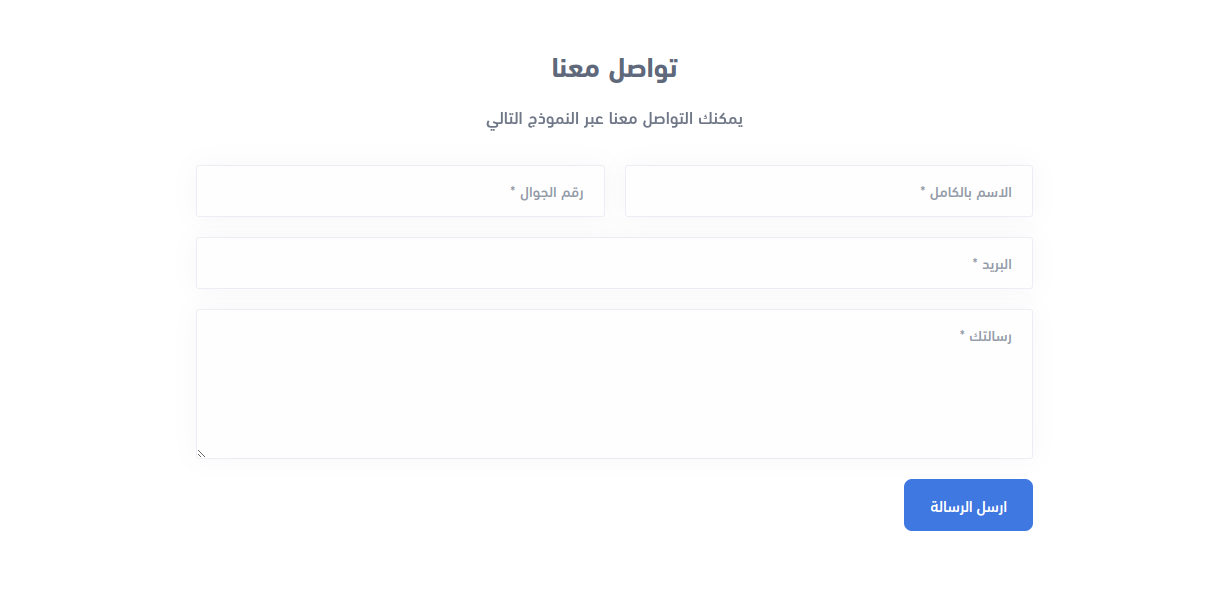 تواصل معنا
يمكنك التواصل معنا عبر النموذج التالي
الاسم بالكامل *
رقم الجوال *
البريد *
رسالتك *
ارسل الرسالة